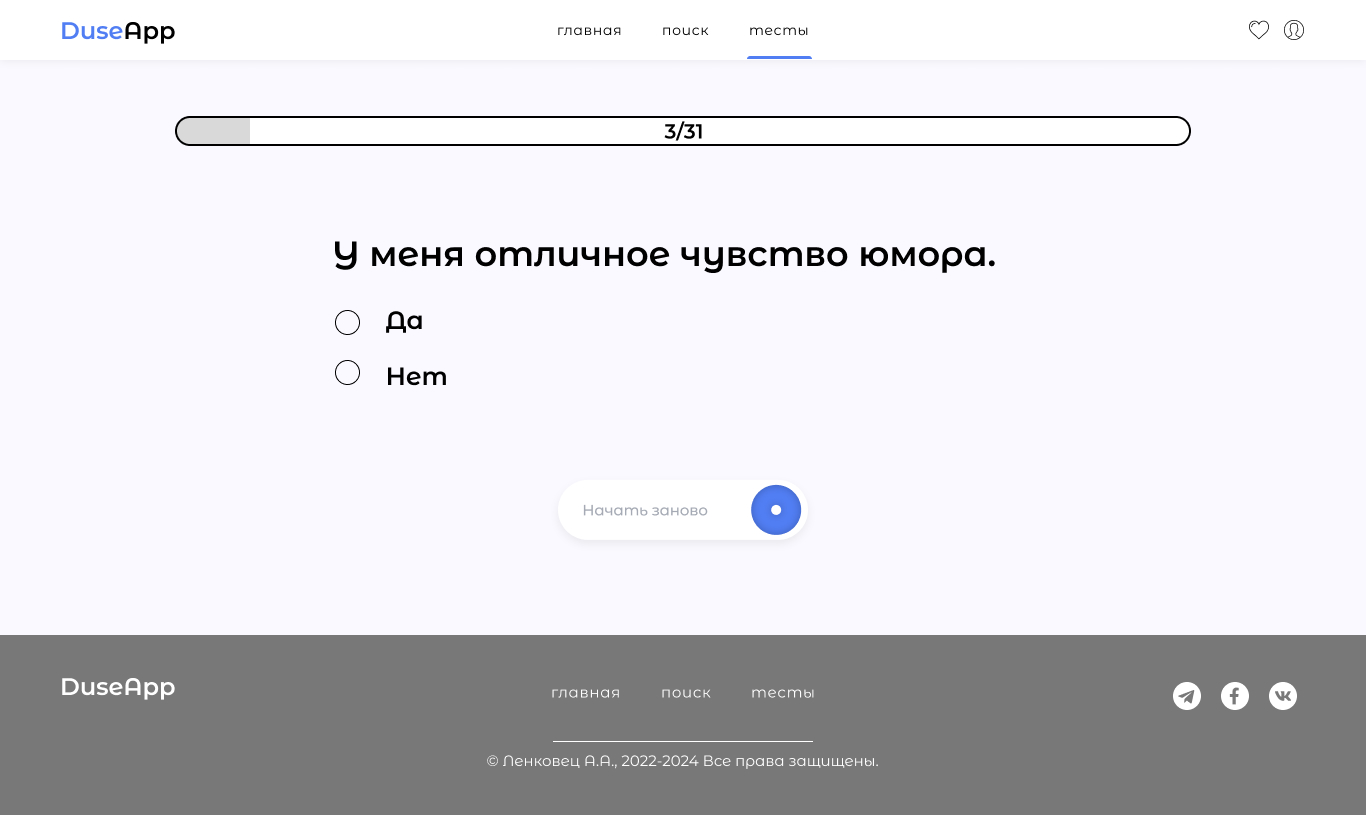 DuseApp
главная поиск тесты
3/31
У меня отличное чувство юмора.
Да
Нет
Начать заново
DuseApp
главная поиск тесты
© Ленковец А.А., 2022-2024 Все права защищены.